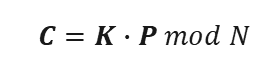 C = K · P mod N